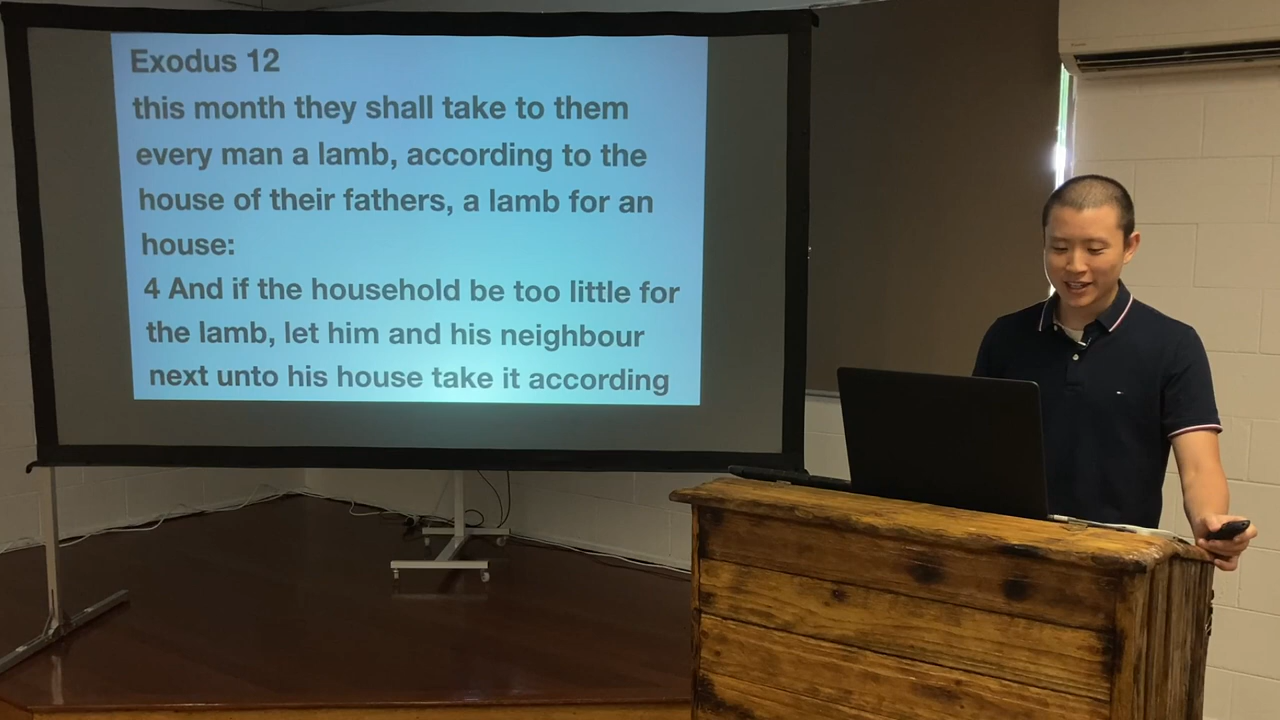 Exodus 12
this month they shall take to them
every man a lamb, according to the
house of their fathers, a lamb for an
house:
4 And if the household be too little for
the lamb, let him and his neighbour
next unto his house take it according